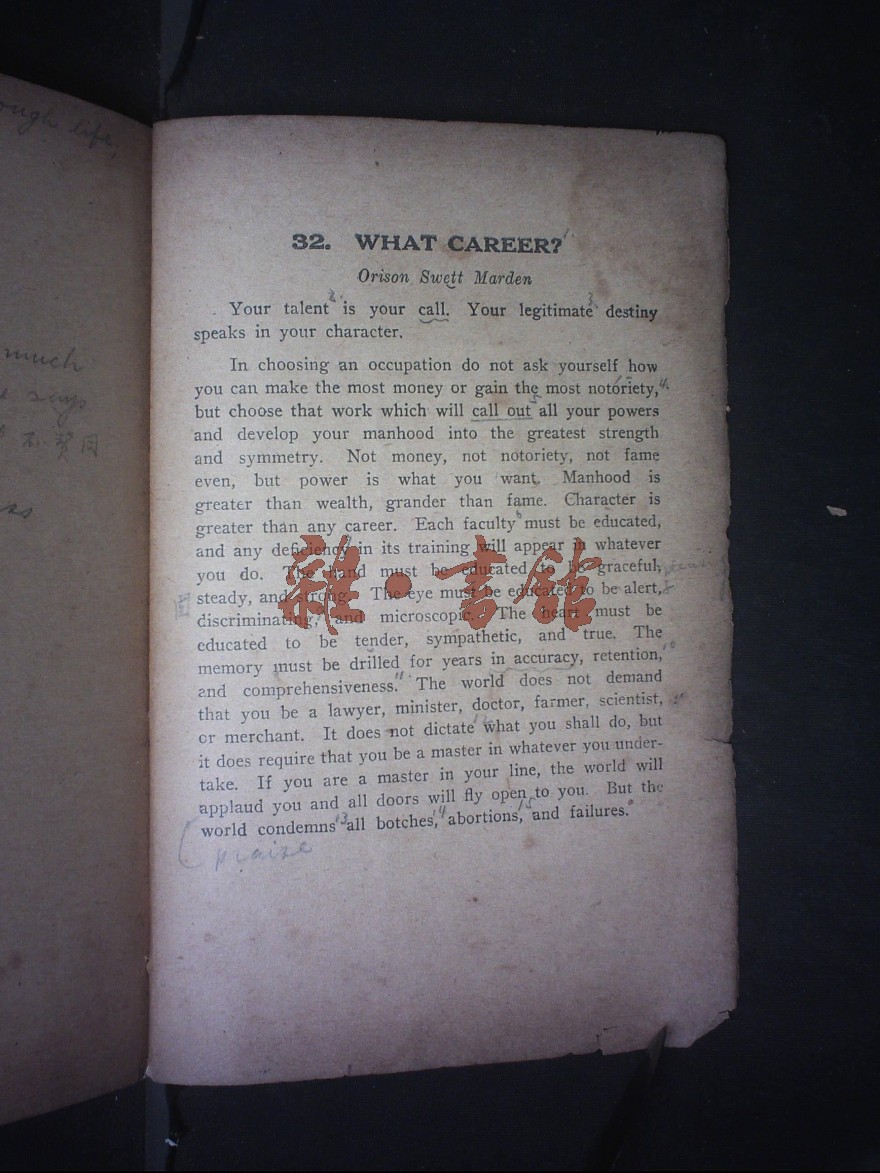 ough life,
much
says
不贊同
ss
32. WHAT CAREER?
Orison Swett Marden
Your talent is your call. Your legitimate destiny
speaks in your character.
In choosing an occupation do not ask yourself how
you can make the most money or gain the most notoriety,
but choose that work which will call out all your powers
and develop your manhood into the greatest strength
and symmetry. Not money, not notoriety, not fame
even, but power is what you want. Manhood is
greater than wealth, grander than fame. Character is
greater than any career. Each faculty must be educated,
and any deficiency in its training will appear in whatever
you do. The hand must be educated to be graceful,
steady, and strong. The eye must be educated to be alert,
discriminating, and microscopic. The heart must be
educated to be tender, sympathetic, and true. The
memory must be drilled for years in accuracy, retention,
and comprehensiveness. The world does not demand
that you be a lawyer, minister, doctor, farmer, scientist,
or merchant. It does not dictate what you shall do, but
it does require that you be a master in whatever you under-
take. If you are a master in your line, the world will
applaud you and all doors will fly open to you. But the
world condemns all botches, abortions, and failures.
praise
雜·書館